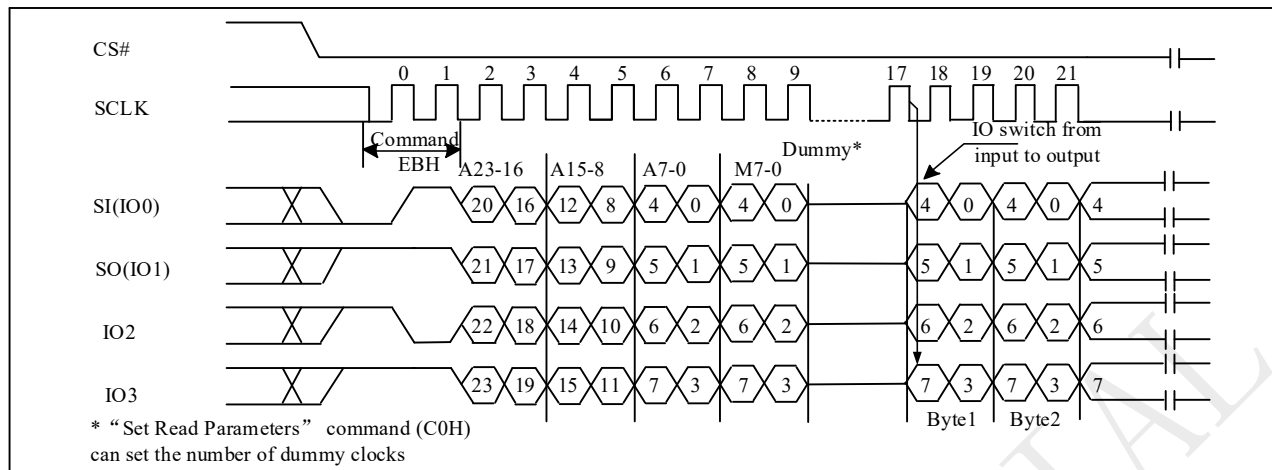 CS#
0 1 2 3 4 5 6 7 8 9 17 18 19 20 21
SCLK
Command
EBH
Dummy*
IO switch from
input to output
A23-16 A15-8 A7-0 M7-0
SI(IO0) 20 16 12 8 4 0 4 0 4 0 4 0 4
SO(IO1) 21 17 13 9 5 1 5 1 5 1 5 1 5
IO2 22 18 14 10 6 2 6 2 6 2 6 2 6
IO3 23 19 15 11 7 3 7 3 7 3 7 3 7
Byte1 Byte2
* “Set Read Parameters” command (C0H)
can set the number of dummy clocks